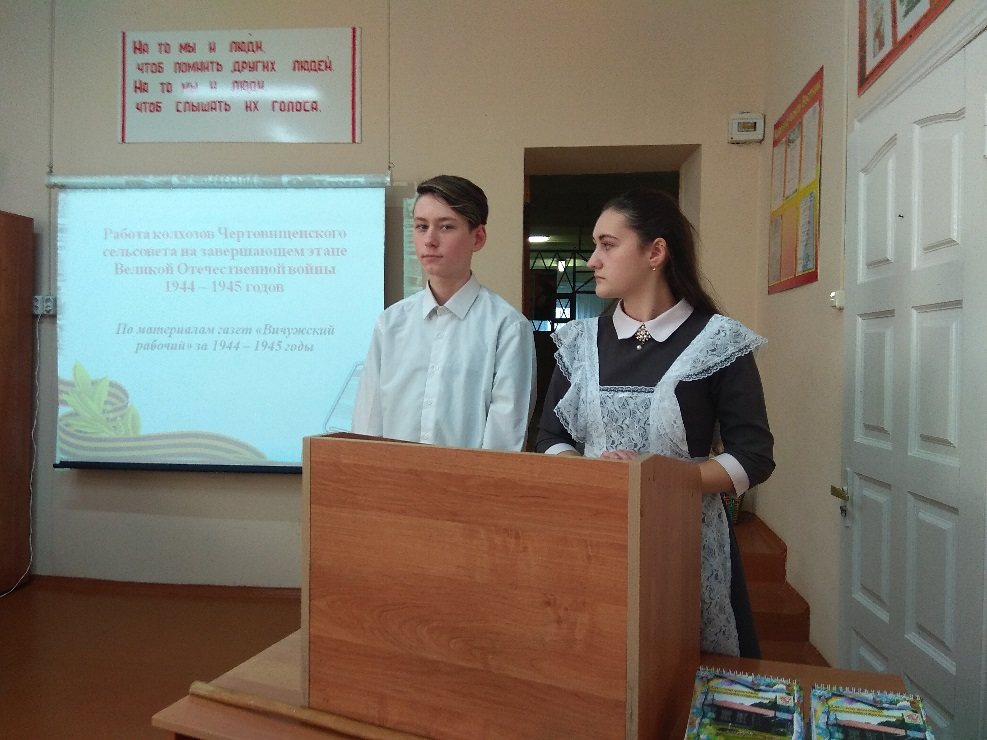 НА ТО МЫ И ЛЮДИ,
ЧТОБ ПОМНИТЬ ДРУГИХ ЛЮДЕЙ.
НА ТО МЫ И ЛЮДИ
ЧТОБ СЛЫШАТЬ ИХ ГОЛОСА.
Работа колхозов Чертовищенского
сельсовета на завершающем этапе
Великой Отечественной войны
1944 – 1945 годов
По материалам газет «Вичужский
рабочий» за 1944 – 1945 годы